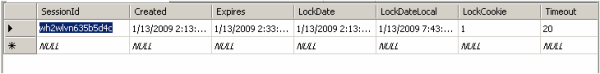 SessionId Created Expires LockDate LockDateLocal LockCookie Timeout
wh2wlvn635b5d4c 1/13/2009 2:13:... 1/13/2009 2:33:... 1/13/2009 2:13:... 1/13/2009 7:43:... 1 20
NULL NULL NULL NULL NULL NULL NULL